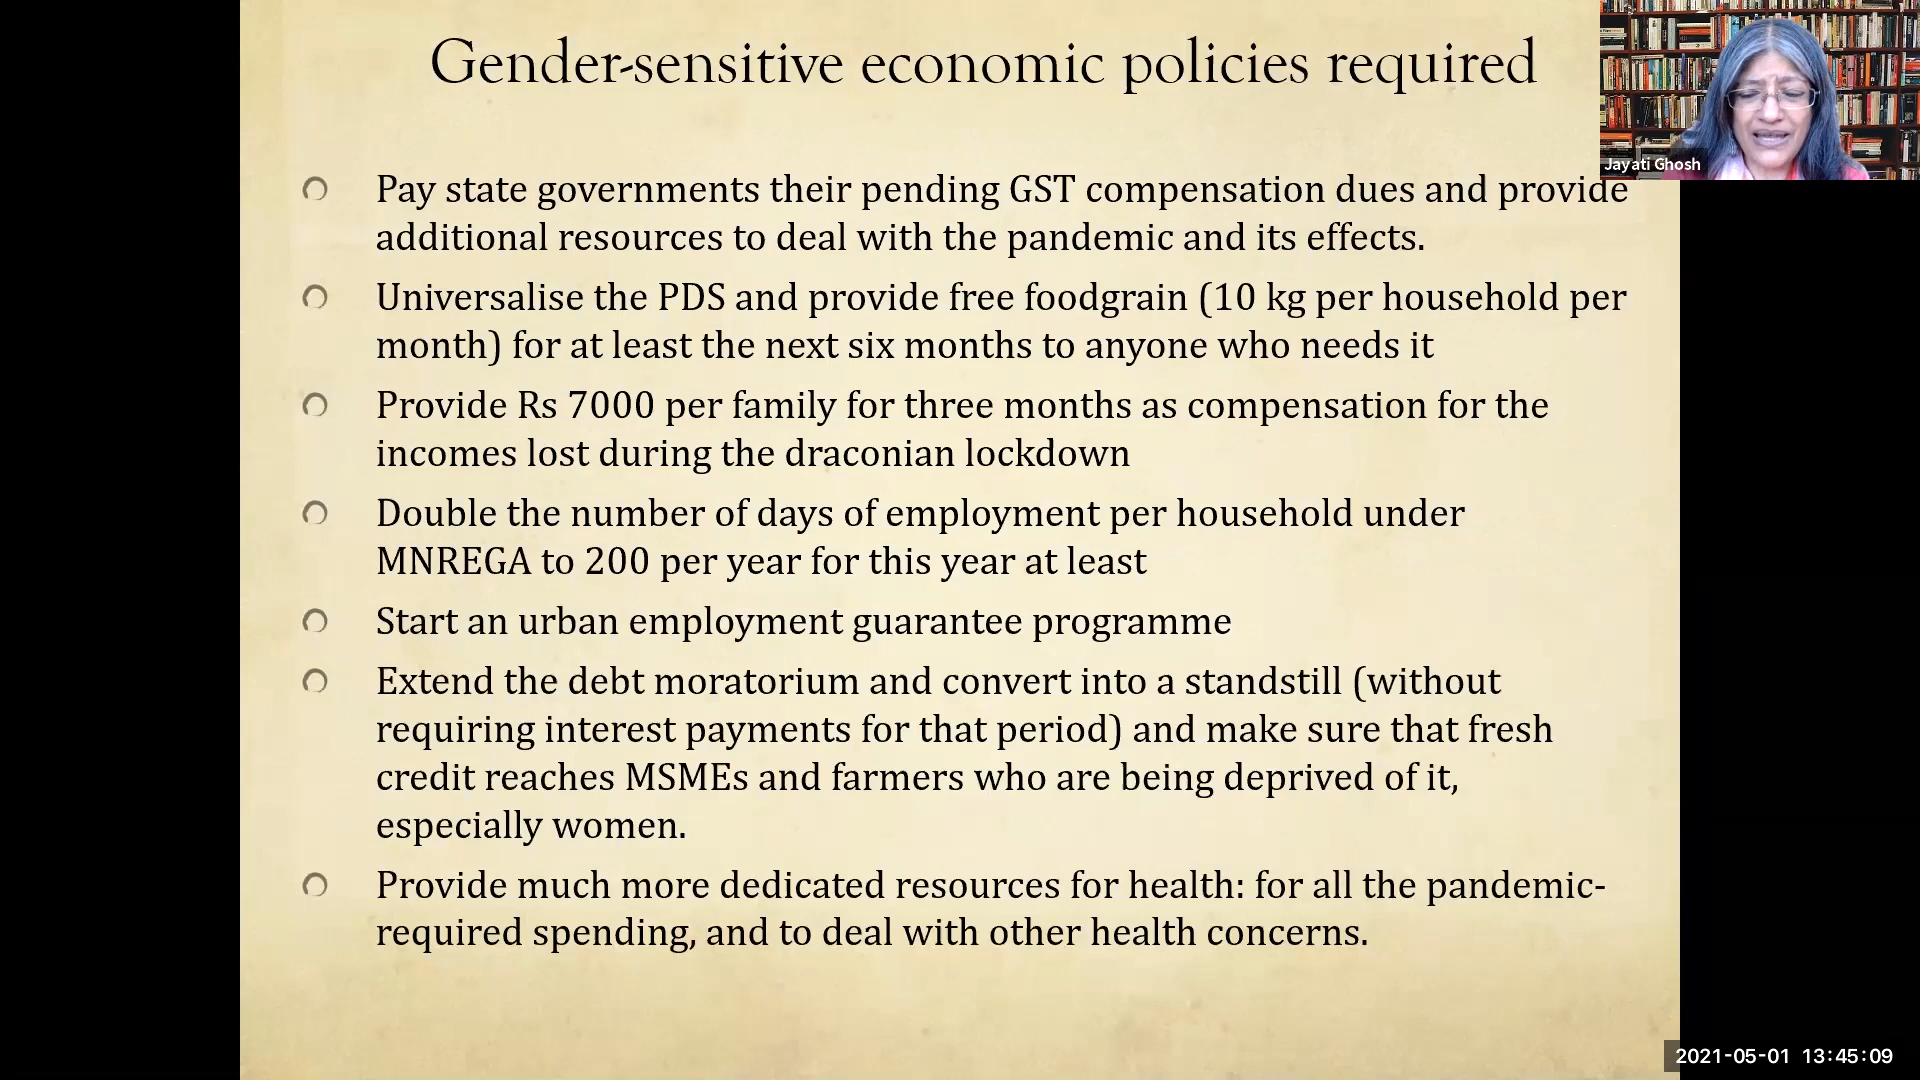 Gender-sensitive economic policies required
Jayati Ghosh
Pay state governments their pending GST compensation dues and provide
additional resources to deal with the pandemic and its effects.
Universalise the PDS and provide free foodgrain (10 kg per household per
month) for at least the next six months to anyone who needs it
Provide Rs 7000 per family for three months as compensation for the
incomes lost during the draconian lockdown
Double the number of days of employment per household under
MNREGA to 200 per year for this year at least
Start an urban employment guarantee programme
Extend the debt moratorium and convert into a standstill (without
requiring interest payments for that period) and make sure that fresh
credit reaches MSMEs and farmers who are being deprived of it,
especially women.
Provide much more dedicated resources for health: for all the pandemic-
required spending, and to deal with other health concerns.
2021-05-01 13:45:09